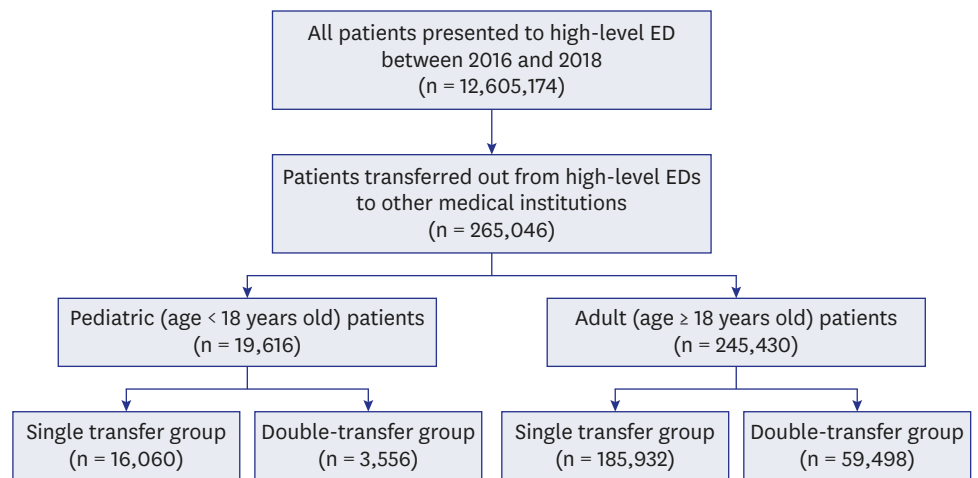 All patients presented to high-level ED
between 2016 and 2018
(n = 12,605,174)
Patients transferred out from high-level EDs
to other medical institutions
(n = 265,046)
Pediatric (age < 18 years old) patients
(n = 19,616)
Adult (age ≥ 18 years old) patients
(n = 245,430)
Single transfer group
(n = 16,060)
Double-transfer group
(n = 3,556)
Single transfer group
(n = 185,932)
Double-transfer group
(n = 59,498)